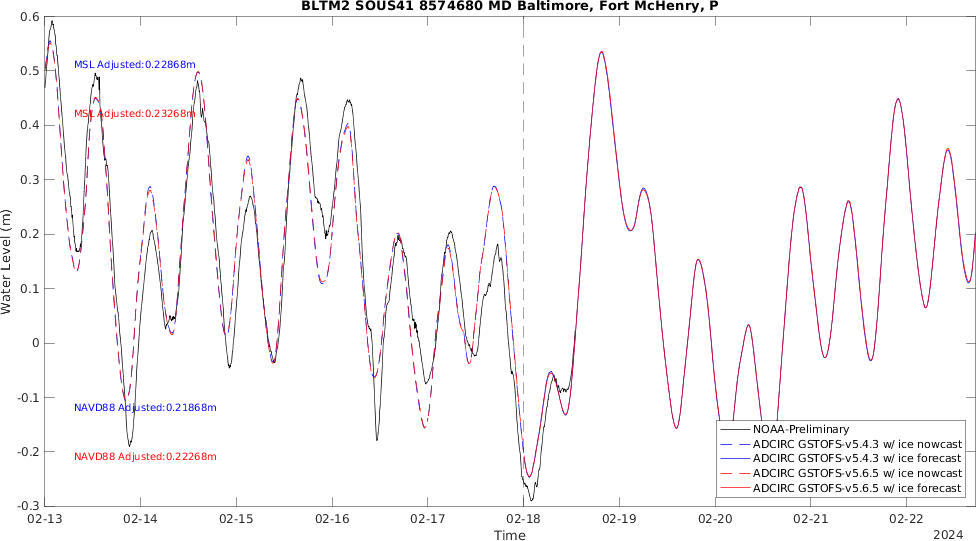 BLTM2 SOUS41 8574680 MD Baltimore, Fort McHenry, P
0.6
0.5
0.4
0.3
0.2
0.1
0
-0.1
-0.2
-0.3
Water Level (m)
MSL Adjusted:0.22868m
MSL Adjusted:0.23268m
NAVD88 Adjusted:0.21868m
NAVD88 Adjusted:0.22268m
NOAA-Preliminary
ADCIRC GSTOFS-v5.4.3 w/ ice nowcast
ADCIRC GSTOFS-v5.4.3 w/ ice forecast
ADCIRC GSTOFS-v5.6.5 w/ ice nowcast
ADCIRC GSTOFS-v5.6.5 w/ ice forecast
02-13 02-14 02-15 02-16 02-17 02-18 02-19 02-20 02-21 02-22
Time
2024